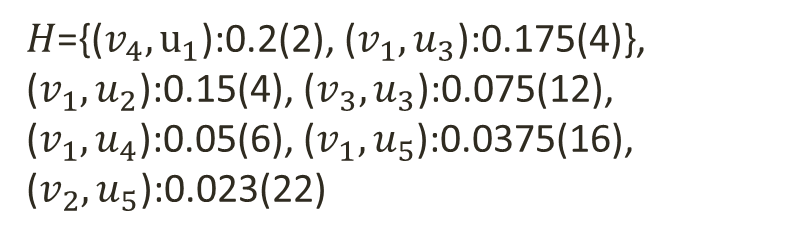 H={(v₄,u₁):0.2(2), (v₁,u₃):0.175(4)},
(v₁,u₂):0.15(4), (v₃,u₃):0.075(12),
(v₁,u₄):0.05(6), (v₁,u₅):0.0375(16),
(v₂,u₅):0.023(22)